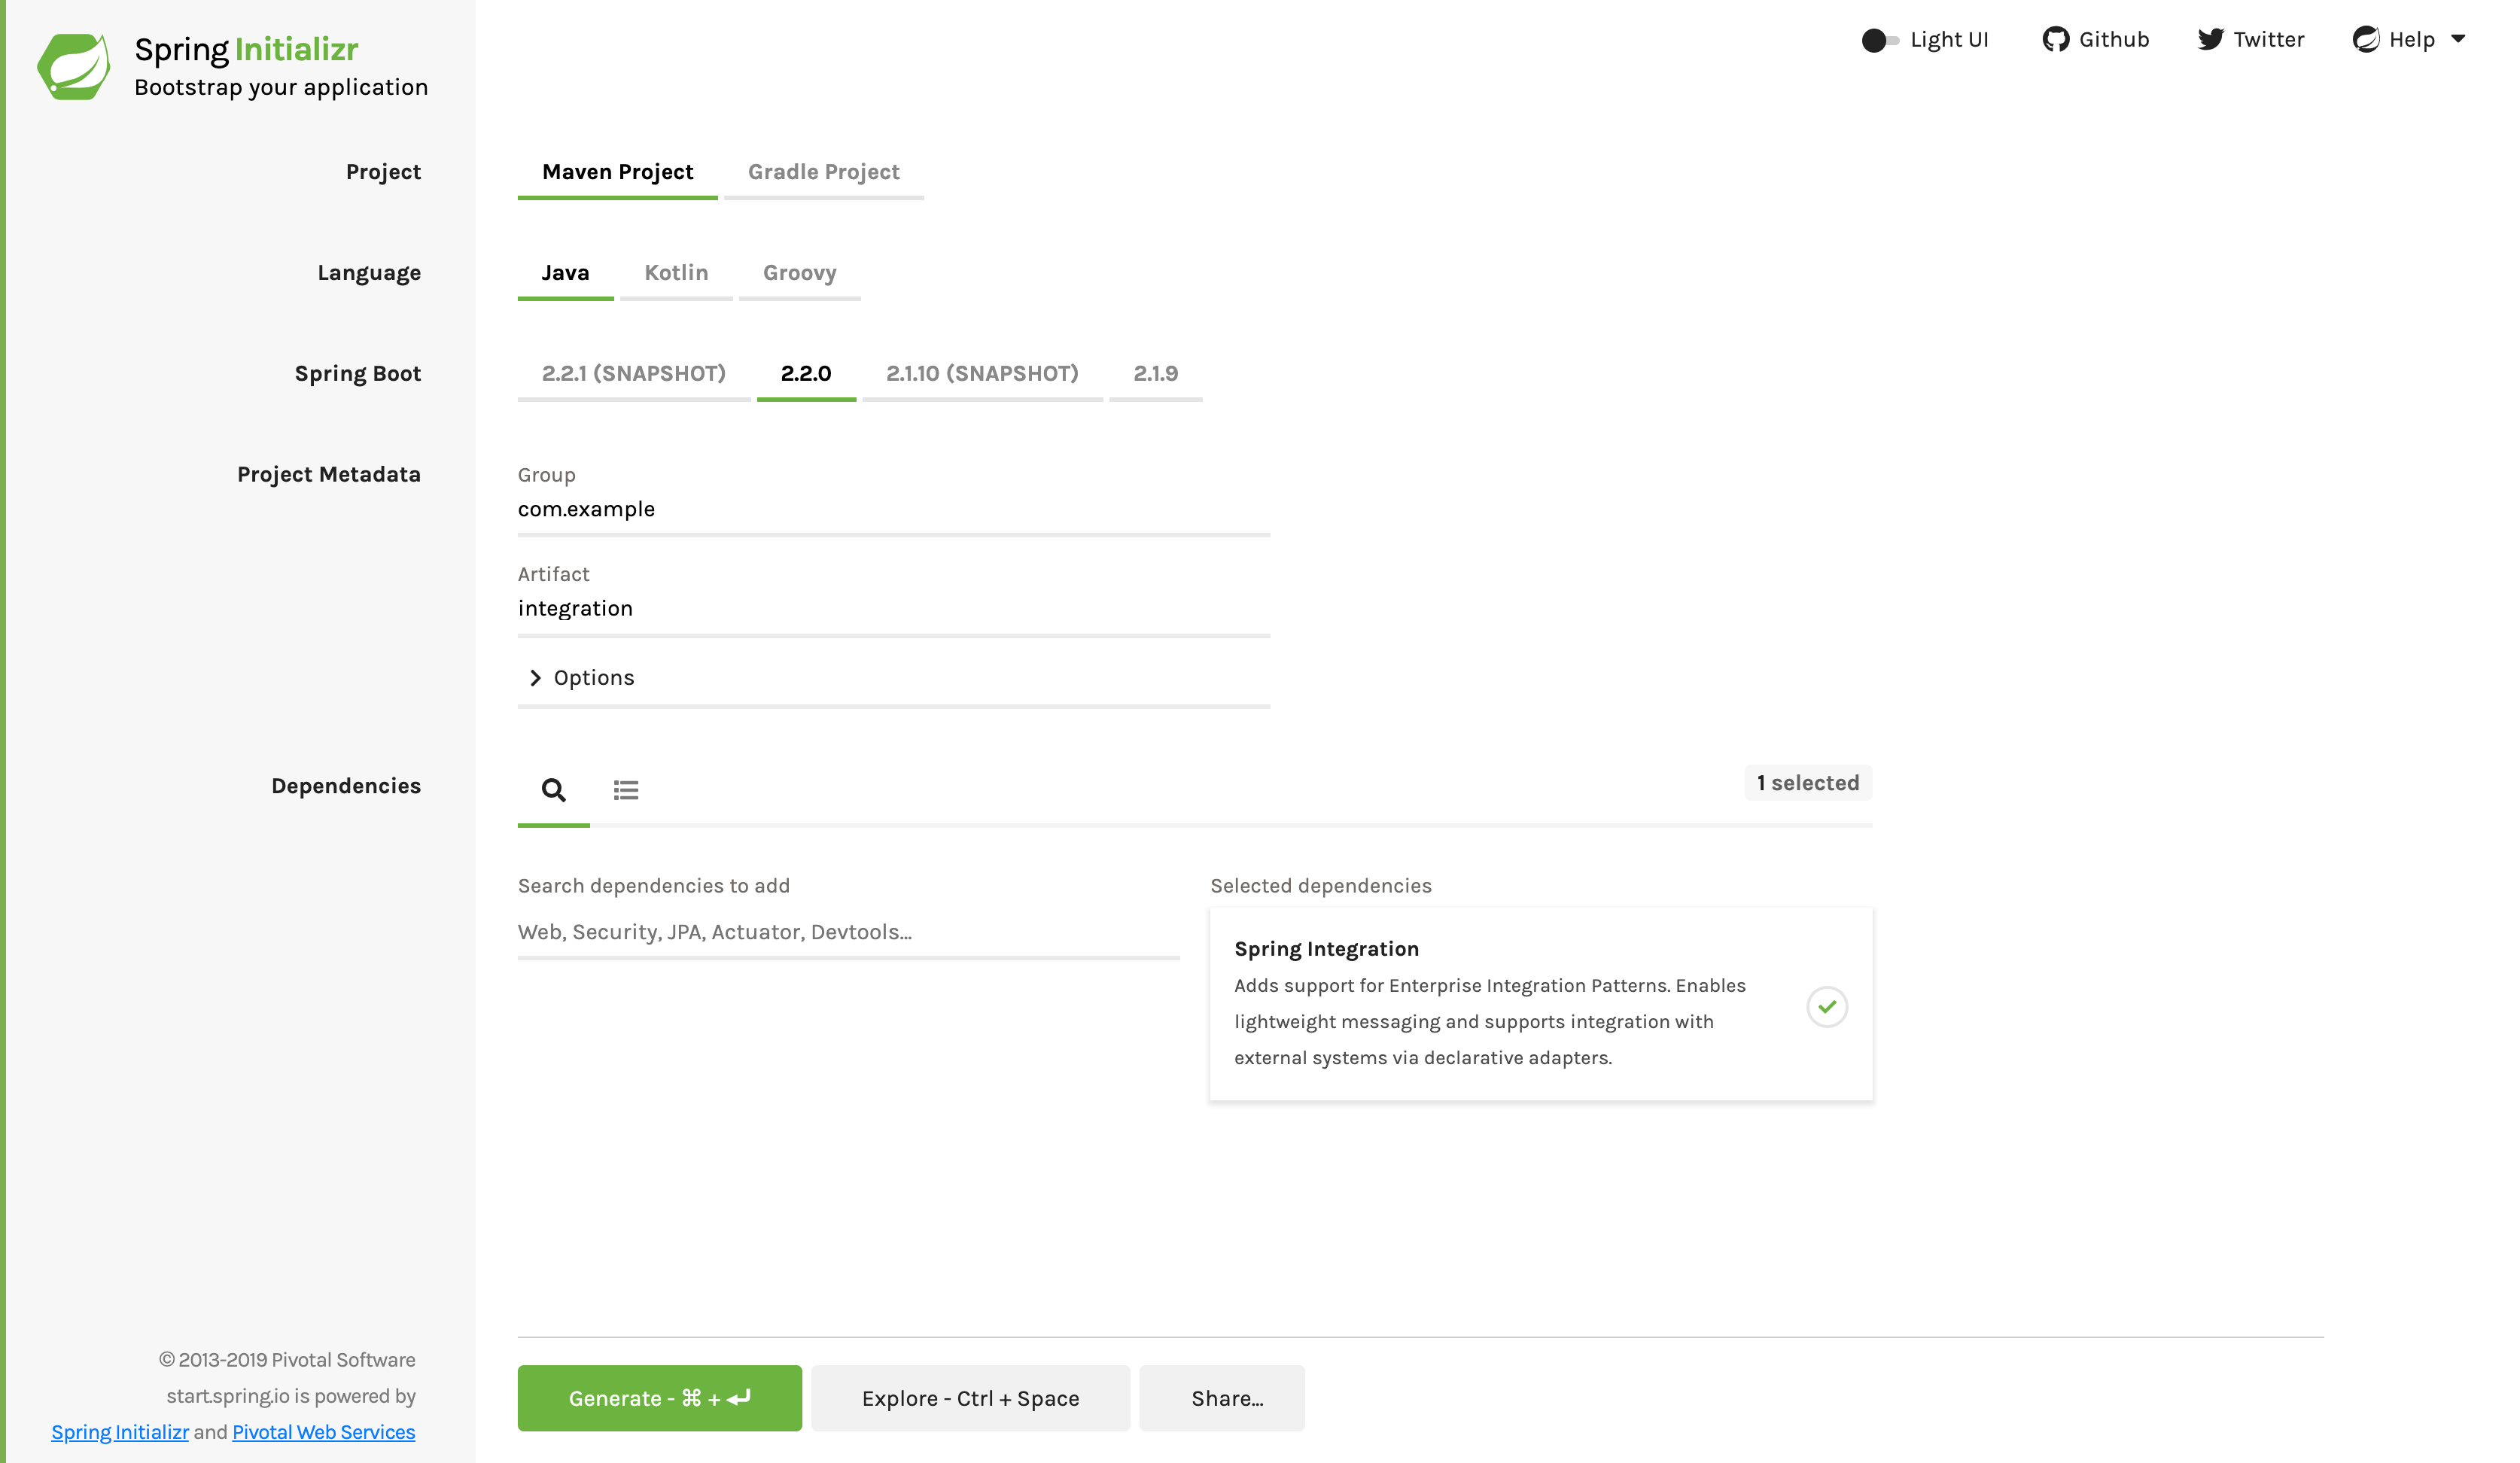 Spring Initializr
Bootstrap your application
Light UI
Github
Twitter
Help
Project
Maven Project
Gradle Project
Language
Java
Kotlin
Groovy
Spring Boot
2.2.1 (SNAPSHOT)
2.2.0
2.1.10 (SNAPSHOT)
2.1.9
Project Metadata
Group
com.example
Artifact
integration
Options
Dependencies
1 selected
Search dependencies to add
Web, Security, JPA, Actuator, Devtools...
Selected dependencies
Spring Integration
Adds support for Enterprise Integration Patterns. Enables
lightweight messaging and supports integration with
external systems via declarative adapters.
© 2013-2019 Pivotal Software
start.spring.io is powered by
Spring Initializr and Pivotal Web Services
Generate - ⌘ + ↵
Explore - Ctrl + Space
Share...